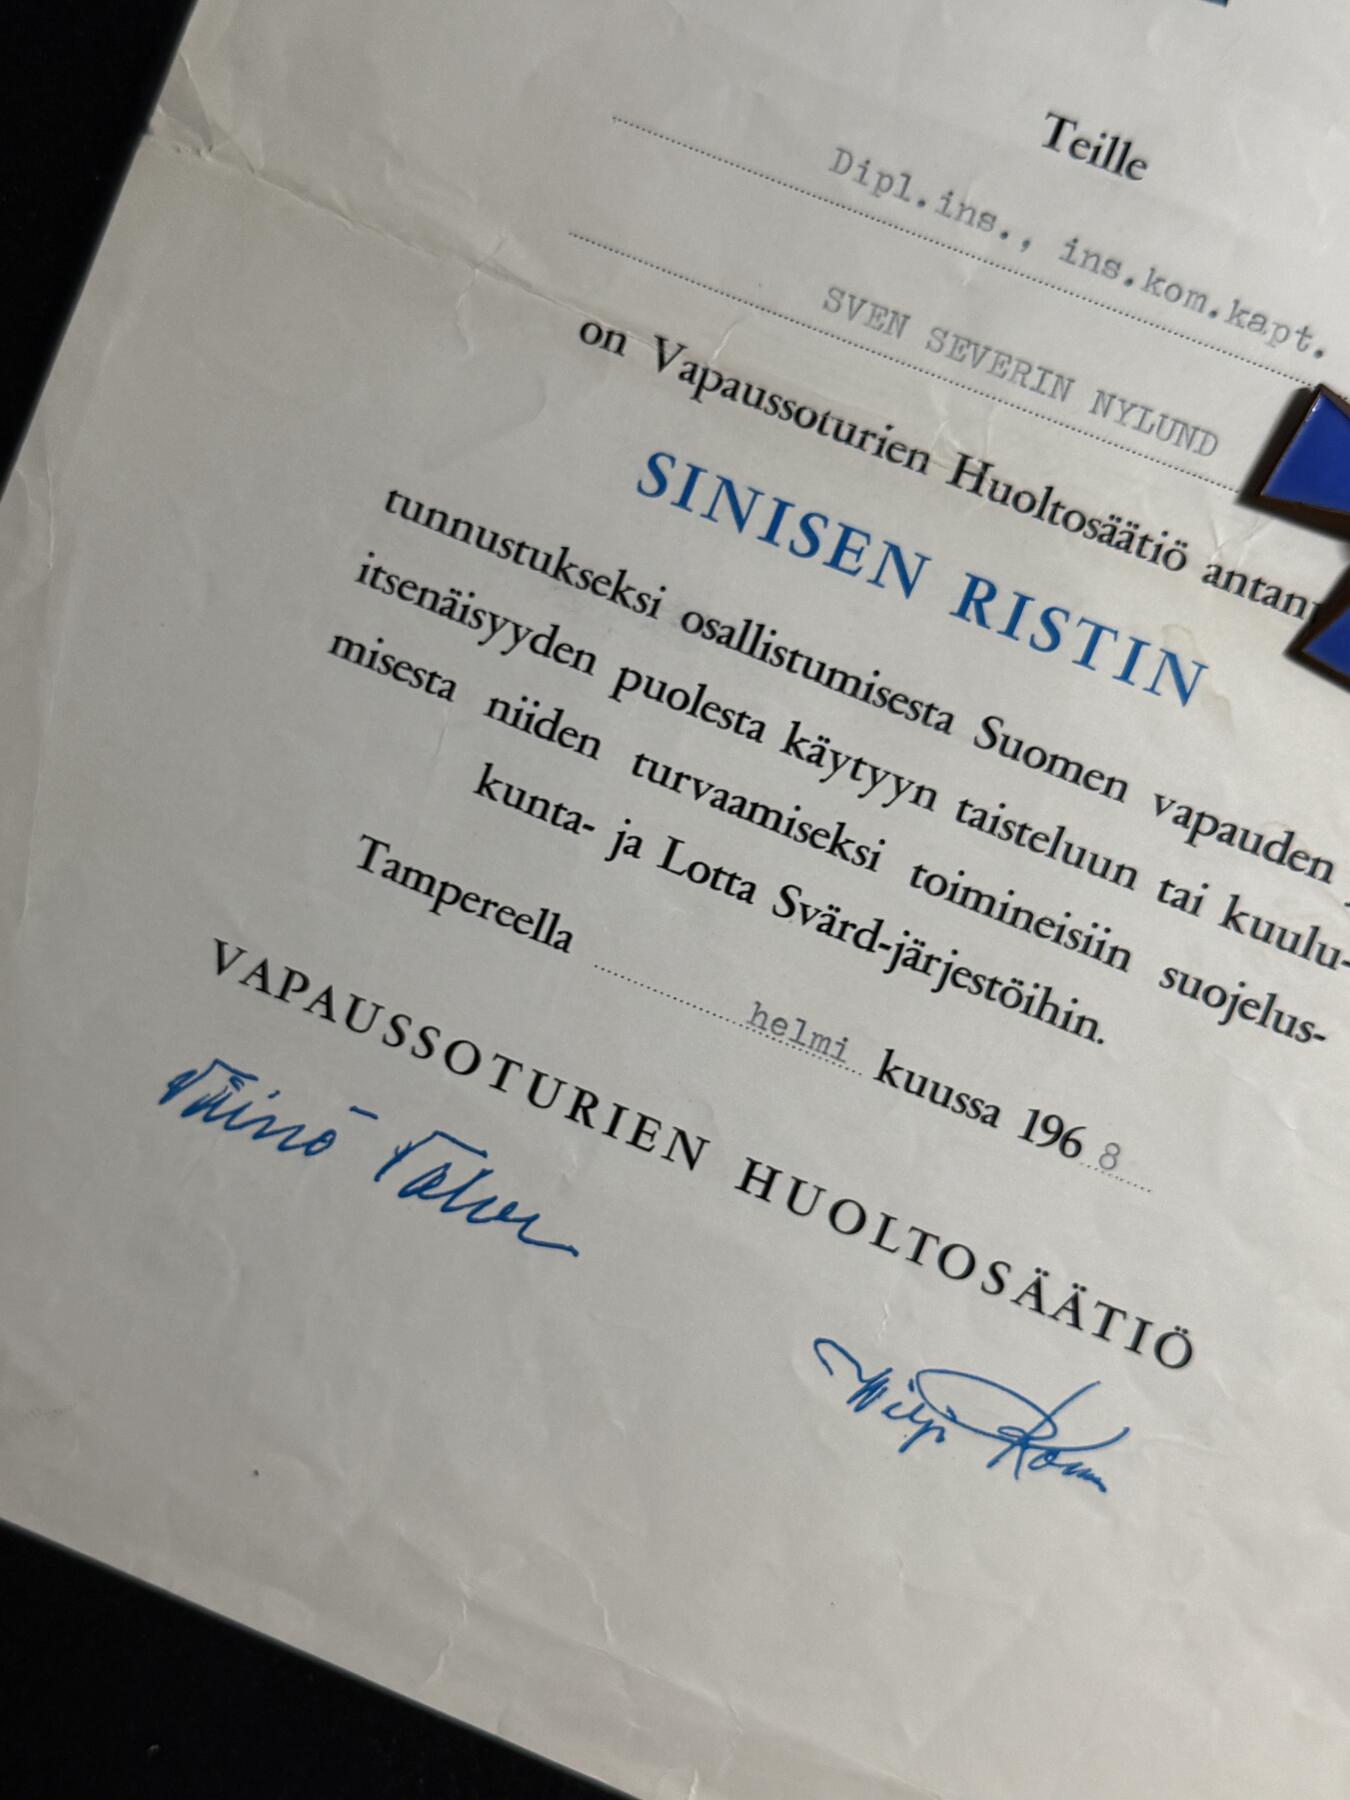 Teille
Dipl.ins., ins.kom.kapt.
SVEN SEVERIN NYLUND
on Vapaussoturien Huoltosäätiö
SINISEN RISTIN
tunnustukseksi osallistumisesta Suomen vapauden
itsenäisyyden puolesta käytyyn taisteluun tai kuulu-
misesta niiden turvaamiseksi toimineisiin suojelus-
kunta- ja Lotta Svärd-järjestöihin.
Tampereella helmi kuussa 1968
VAPAUSSOTURIEN HUOLTOSÄÄTIÖ
Väinö